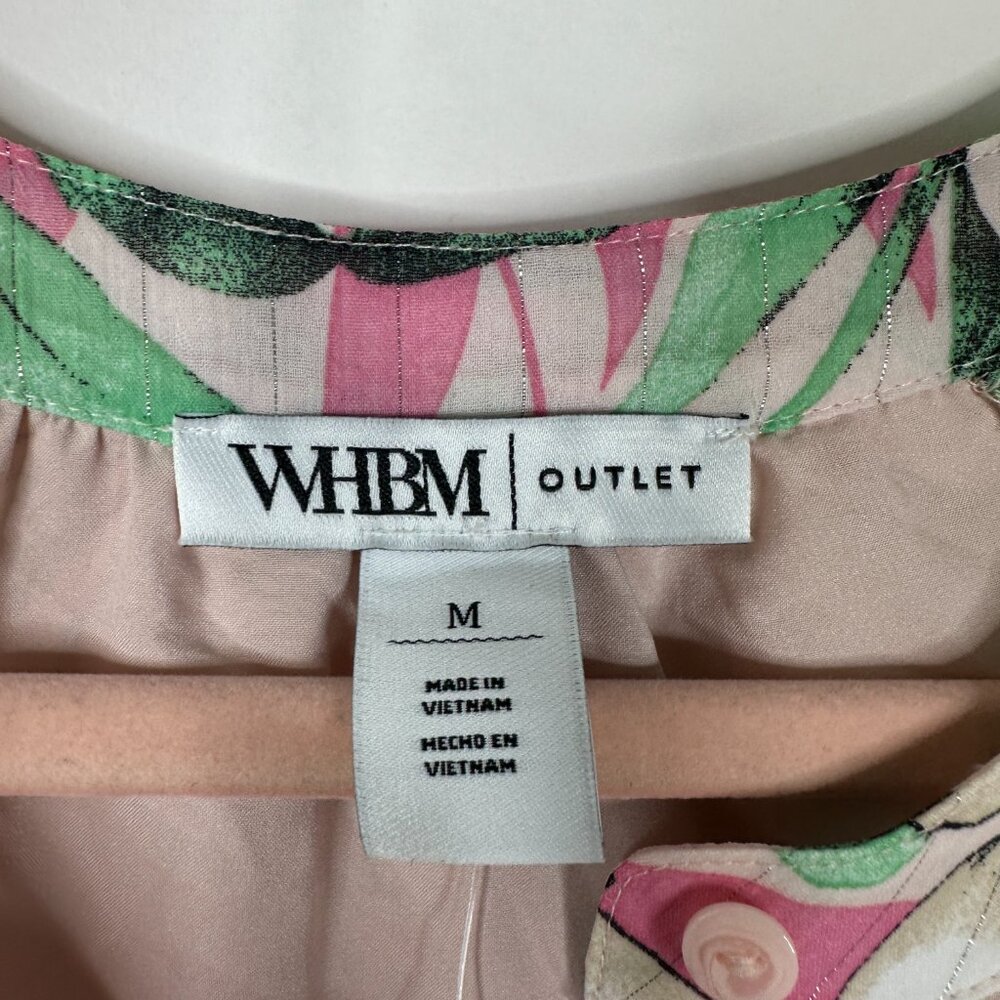 WHBM | OUTLET
M
MADE IN
VIETNAM
HECHO EN
VIETNAM